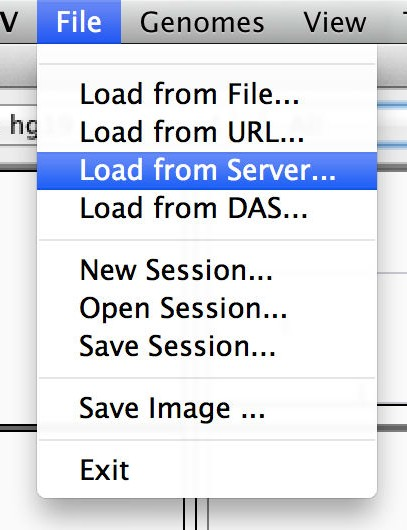 V File Genomes View
hg
Load from File...
Load from URL...
Load from Server...
Load from DAS...
New Session...
Open Session...
Save Session...
Save Image ...
Exit